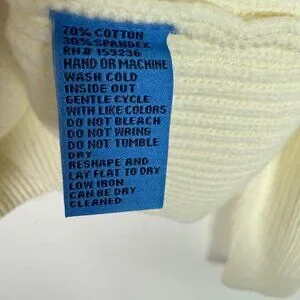 70% COTTON
30% SPANDEX
RN# 159236
HAND OR MACHINE
WASH COLD
INSIDE OUT
GENTLE CYCLE
WITH LIKE COLORS
DO NOT BLEACH
DO NOT WRING
DO NOT TUMBLE
DRY
RESHAPE AND
LAY FLAT TO DRY
LOW IRON
CAN BE DRY
CLEANED